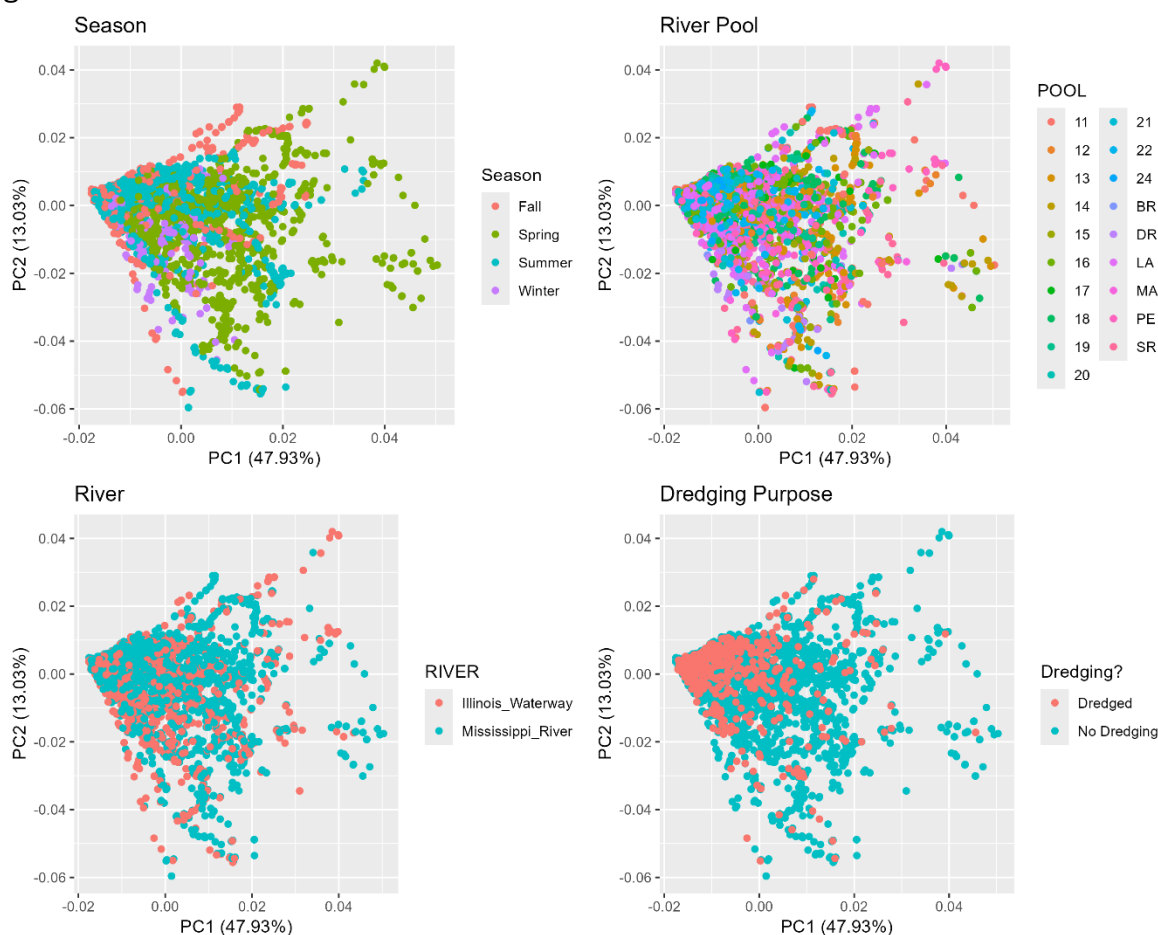 Season
PC2 (13.03%)
0.04
0.02
0.00
-0.02
-0.04
-0.06
-0.02
0.00
0.02
0.04
PC1 (47.93%)
Season
Fall
Spring
Summer
Winter
River Pool
PC2 (13.03%)
0.04
0.02
0.00
-0.02
-0.04
-0.06
-0.02
0.00
0.02
0.04
PC1 (47.93%)
POOL
11
12
13
14
15
16
17
18
19
20
21
22
24
BR
DR
LA
MA
PE
SR
River
PC2 (13.03%)
0.04
0.02
0.00
-0.02
-0.04
-0.06
-0.02
0.00
0.02
0.04
PC1 (47.93%)
RIVER
Illinois_Waterway
Mississippi_River
Dredging Purpose
PC2 (13.03%)
0.04
0.02
0.00
-0.02
-0.04
-0.06
-0.02
0.00
0.02
0.04
PC1 (47.93%)
Dredging?
Dredged
No Dredging